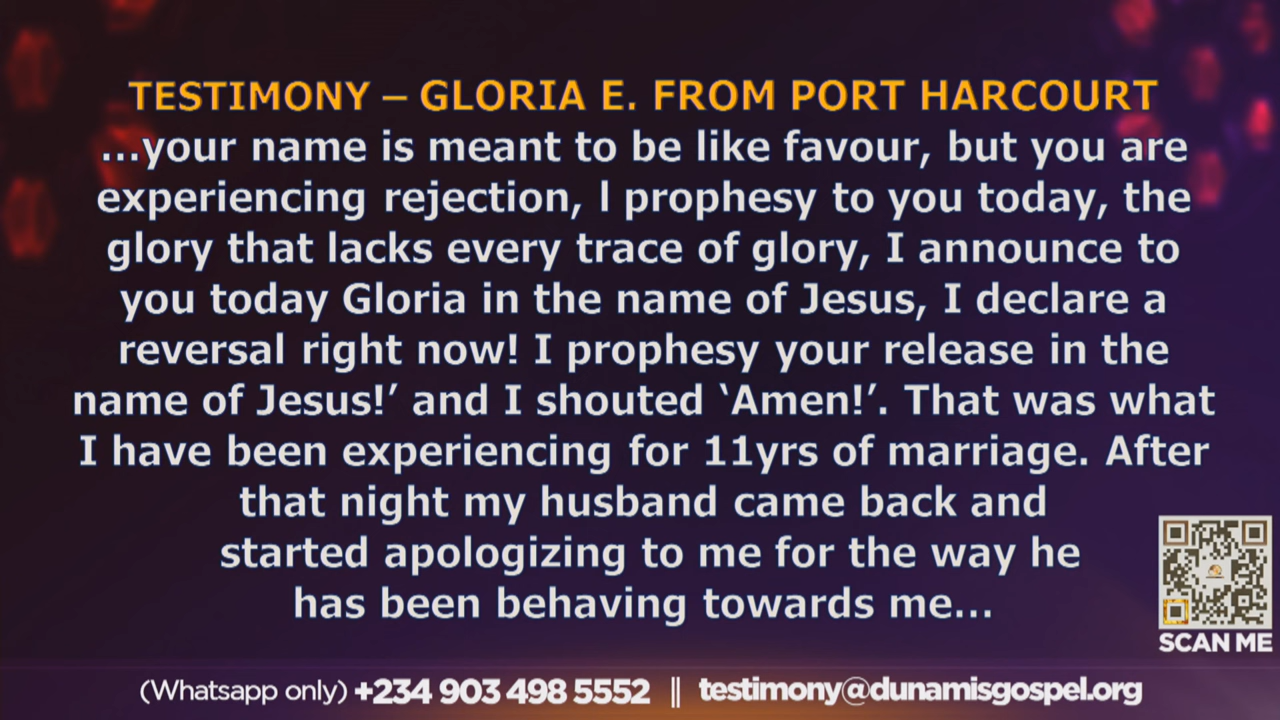 TESTIMONY – GLORIA E. FROM PORT HARCOURT
...your name is meant to be like favour, but you are
experiencing rejection, l prophesy to you today, the
glory that lacks every trace of glory, I announce to
you today Gloria in the name of Jesus, I declare a
reversal right now! I prophesy your release in the
name of Jesus!’ and I shouted ‘Amen!’. That was what
I have been experiencing for 11yrs of marriage. After
that night my husband came back and
started apologizing to me for the way he
has been behaving towards me...
SCAN ME
(Whatsapp only) +234 903 498 5552 || testimony@dunamisgospel.org